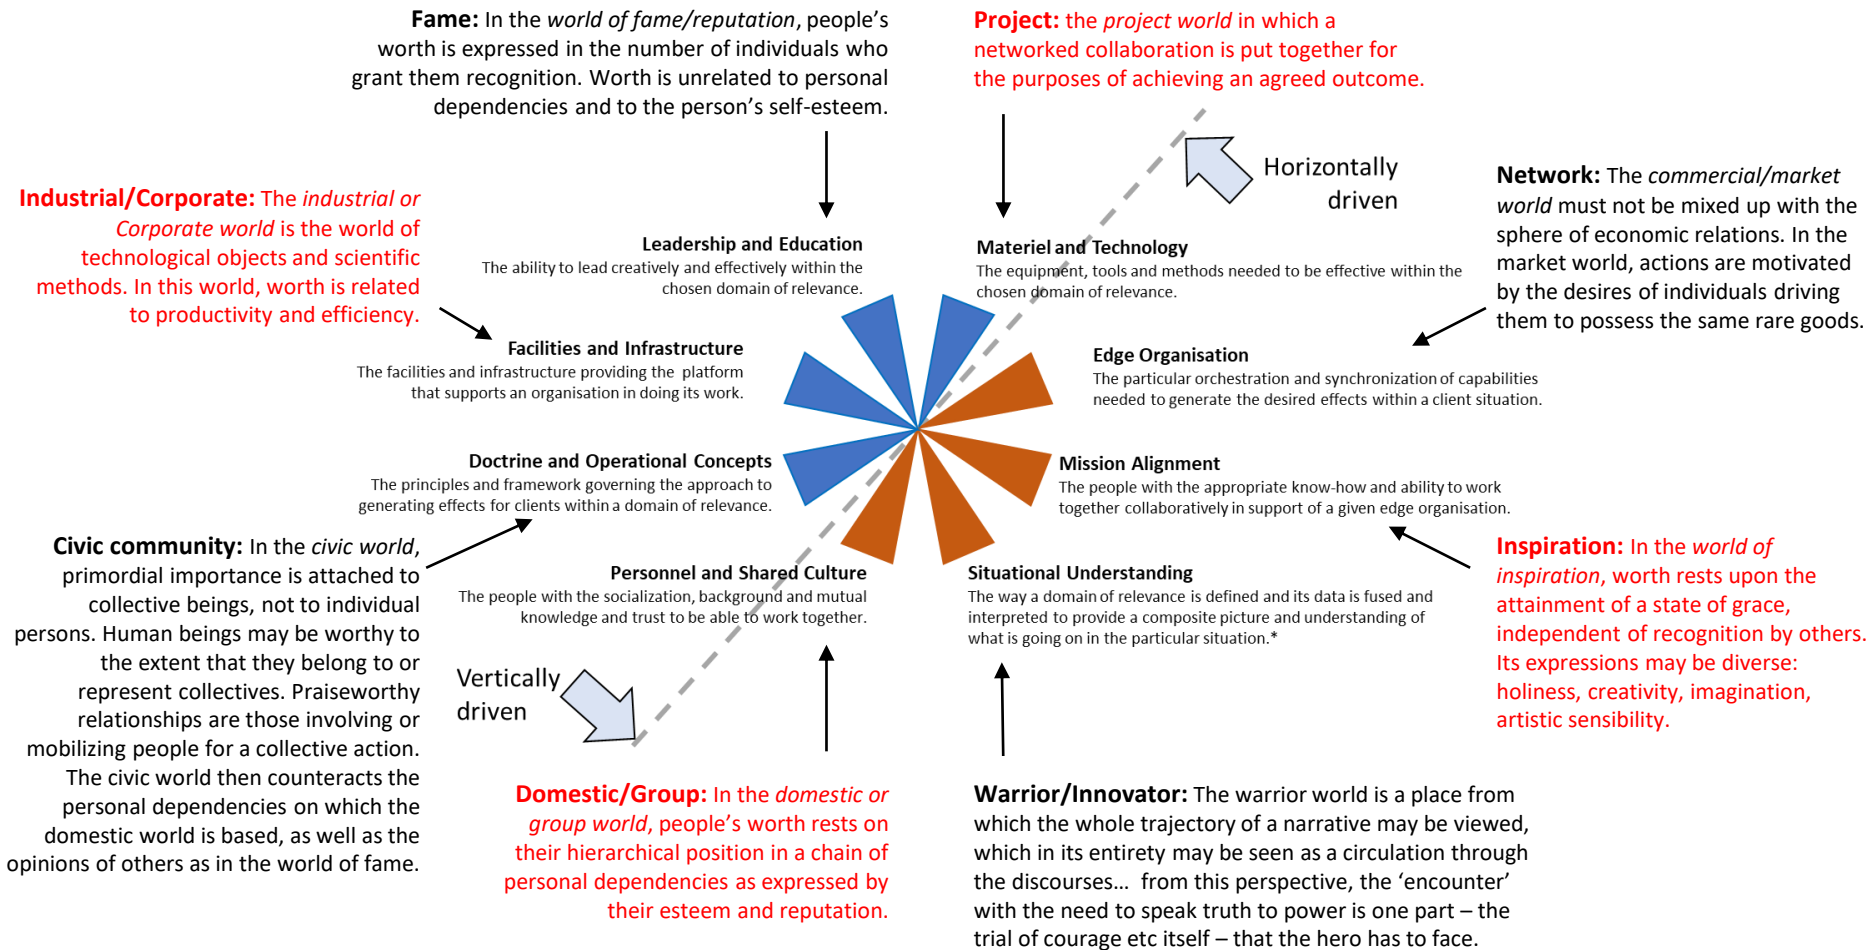 Fame: In the world of fame/reputation, people’s
worth is expressed in the number of individuals who
grant them recognition. Worth is unrelated to personal
dependencies and to the person’s self-esteem.
Project: the project world in which a
networked collaboration is put together for
the purposes of achieving an agreed outcome.
Horizontally
driven
Industrial/Corporate: The industrial or
Corporate world is the world of
technological objects and scientific
methods. In this world, worth is related
to productivity and efficiency.
Network: The commercial/market
world must not be mixed up with the
sphere of economic relations. In the
market world, actions are motivated
by the desires of individuals driving
them to possess the same rare goods.
Leadership and Education
The ability to lead creatively and effectively within the
chosen domain of relevance.
Materiel and Technology
The equipment, tools and methods needed to be effective within the
chosen domain of relevance.
Facilities and Infrastructure
The facilities and infrastructure providing the platform
that supports an organisation in doing its work.
Edge Organisation
The particular orchestration and synchronization of capabilities
needed to generate the desired effects within a client situation.
Doctrine and Operational Concepts
The principles and framework governing the approach to
generating effects for clients within a domain of relevance.
Mission Alignment
The people with the appropriate know-how and ability to work
together collaboratively in support of a given edge organisation.
Personnel and Shared Culture
The people with the socialization, background and mutual
knowledge and trust to be able to work together.
Situational Understanding
The way a domain of relevance is defined and its data is fused and
interpreted to provide a composite picture and understanding of
what is going on in the particular situation.*
Civic community: In the civic world,
primordial importance is attached to
collective beings, not to individual
persons. Human beings may be worthy to
the extent that they belong to or
represent collectives. Praiseworthy
relationships are those involving or
mobilizing people for a collective action.
The civic world then counteracts the
personal dependencies on which the
domestic world is based, as well as the
opinions of others as in the world of fame.
Inspiration: In the world of
inspiration, worth rests upon the
attainment of a state of grace,
independent of recognition by others.
Its expressions may be diverse:
holiness, creativity, imagination,
artistic sensibility.
Vertically
driven
Domestic/Group: In the domestic or
group world, people’s worth rests on
their hierarchical position in a chain of
personal dependencies as expressed by
their esteem and reputation.
Warrior/Innovator: The warrior world is a place from
which the whole trajectory of a narrative may be viewed,
which in its entirety may be seen as a circulation through
the discourses… from this perspective, the ‘encounter’
with the need to speak truth to power is one part – the
trial of courage etc itself – that the hero has to face.